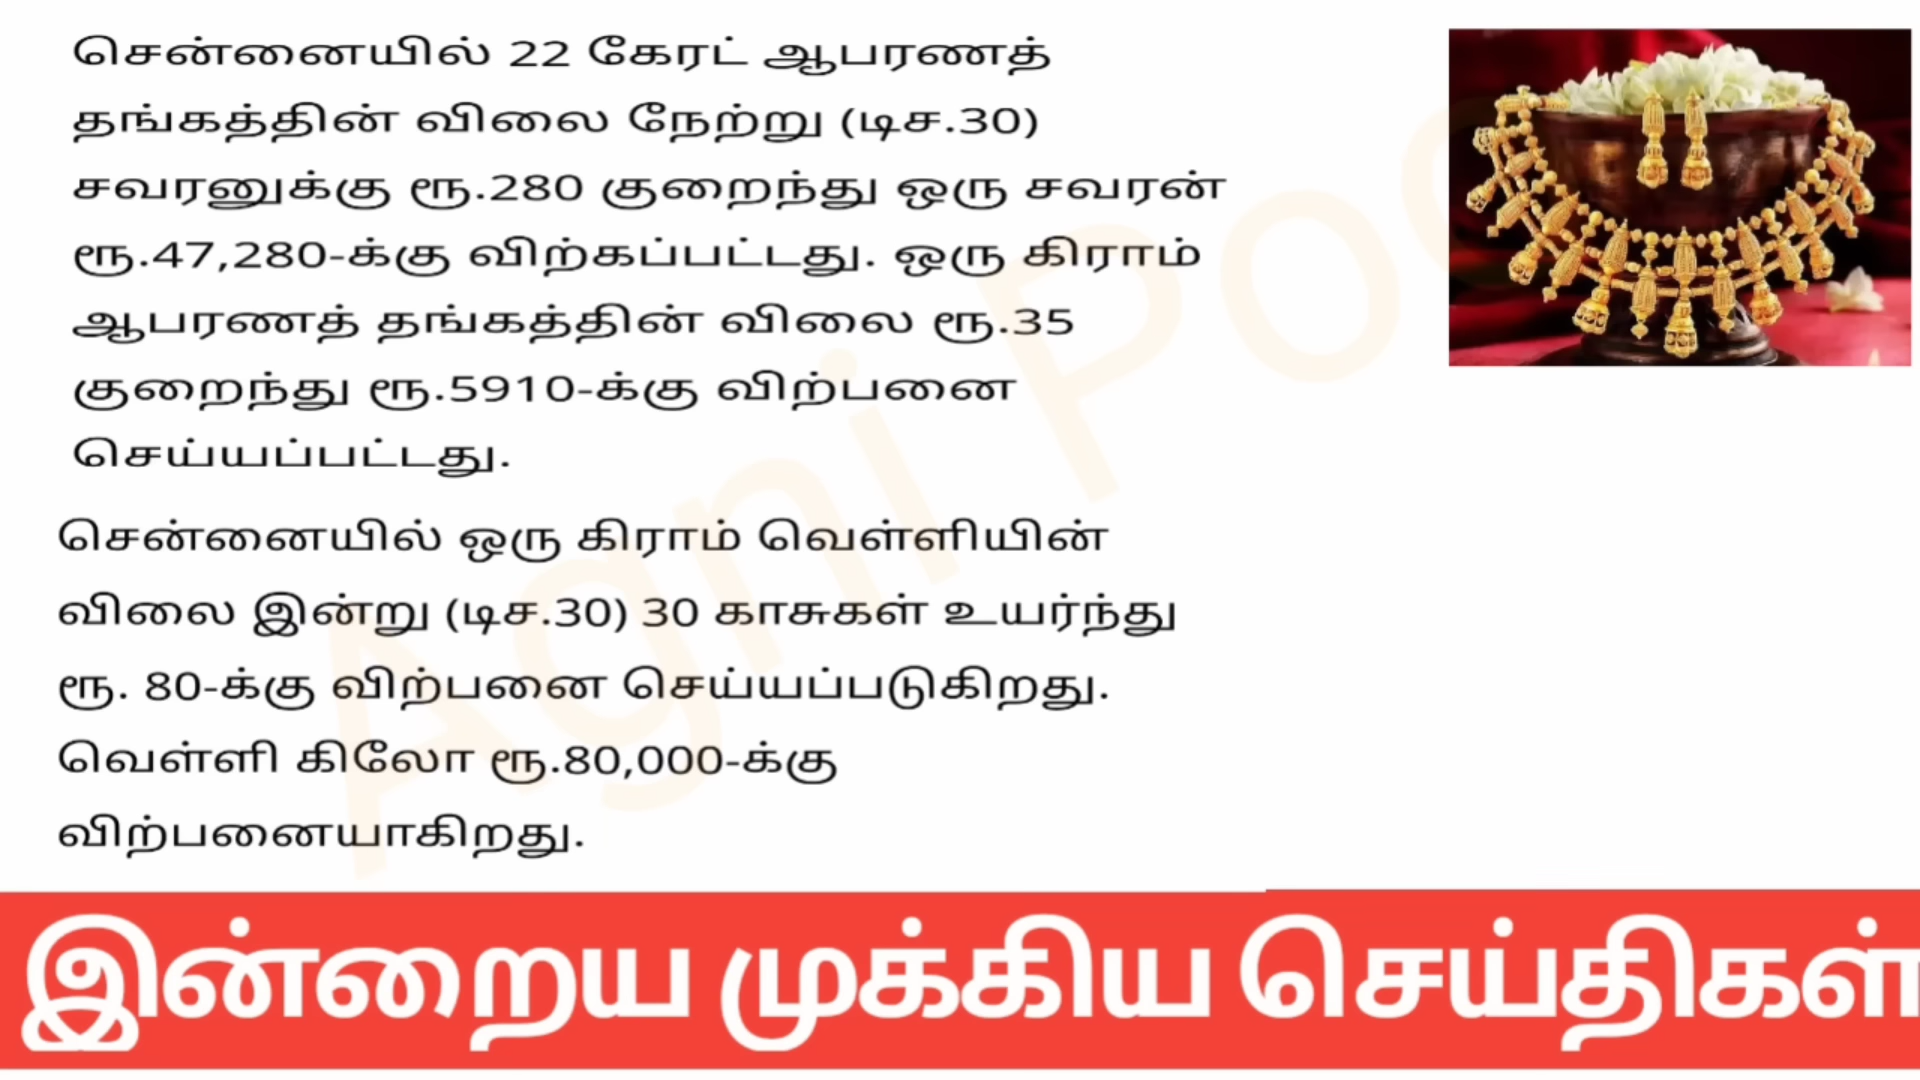 சென்னையில் 22 கேரட் ஆபரணத்
தங்கத்தின் விலை நேற்று (டிச.30)
சவரனுக்கு ரூ.280 குறைந்து ஒரு சவரன்
ரூ.47,280-க்கு விற்கப்பட்டது. ஒரு கிராம்
ஆபரணத் தங்கத்தின் விலை ரூ.35
குறைந்து ரூ.5910-க்கு விற்பனை
செய்யப்பட்டது.
சென்னையில் ஒரு கிராம் வெள்ளியின்
விலை இன்று (டிச.30) 30 காசுகள் உயர்ந்து
ரூ. 80-க்கு விற்பனை செய்யப்படுகிறது.
வெள்ளி கிலோ ரூ.80,000-க்கு
விற்பனையாகிறது.
இன்றைய முக்கிய செய்திகள்
Agni